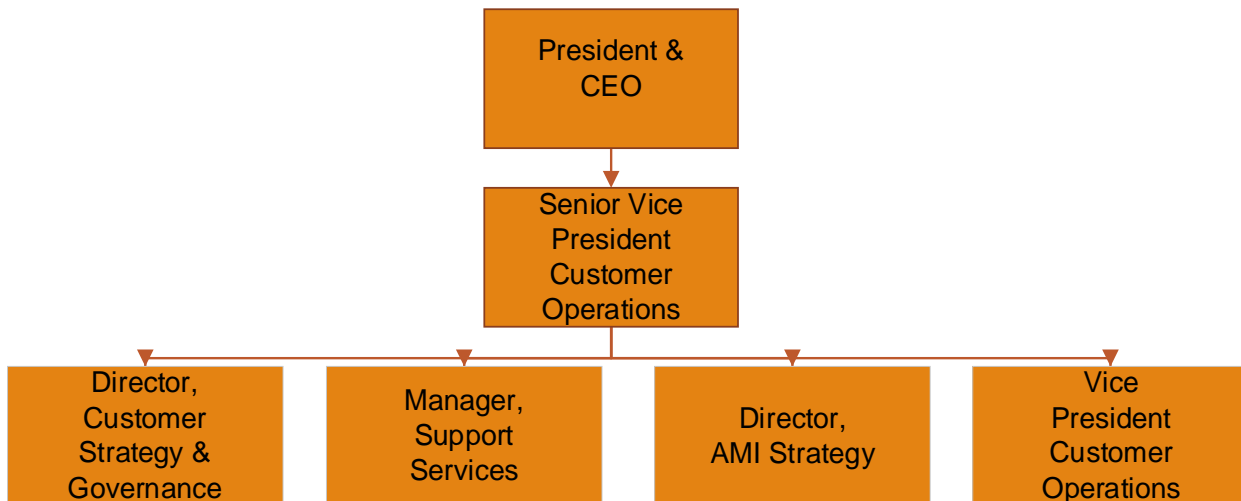 President &
CEO
Senior Vice
President
Customer
Operations
Director,
Customer
Strategy &
Governance
Manager,
Support
Services
Director,
AMI Strategy
Vice
President
Customer
Operations